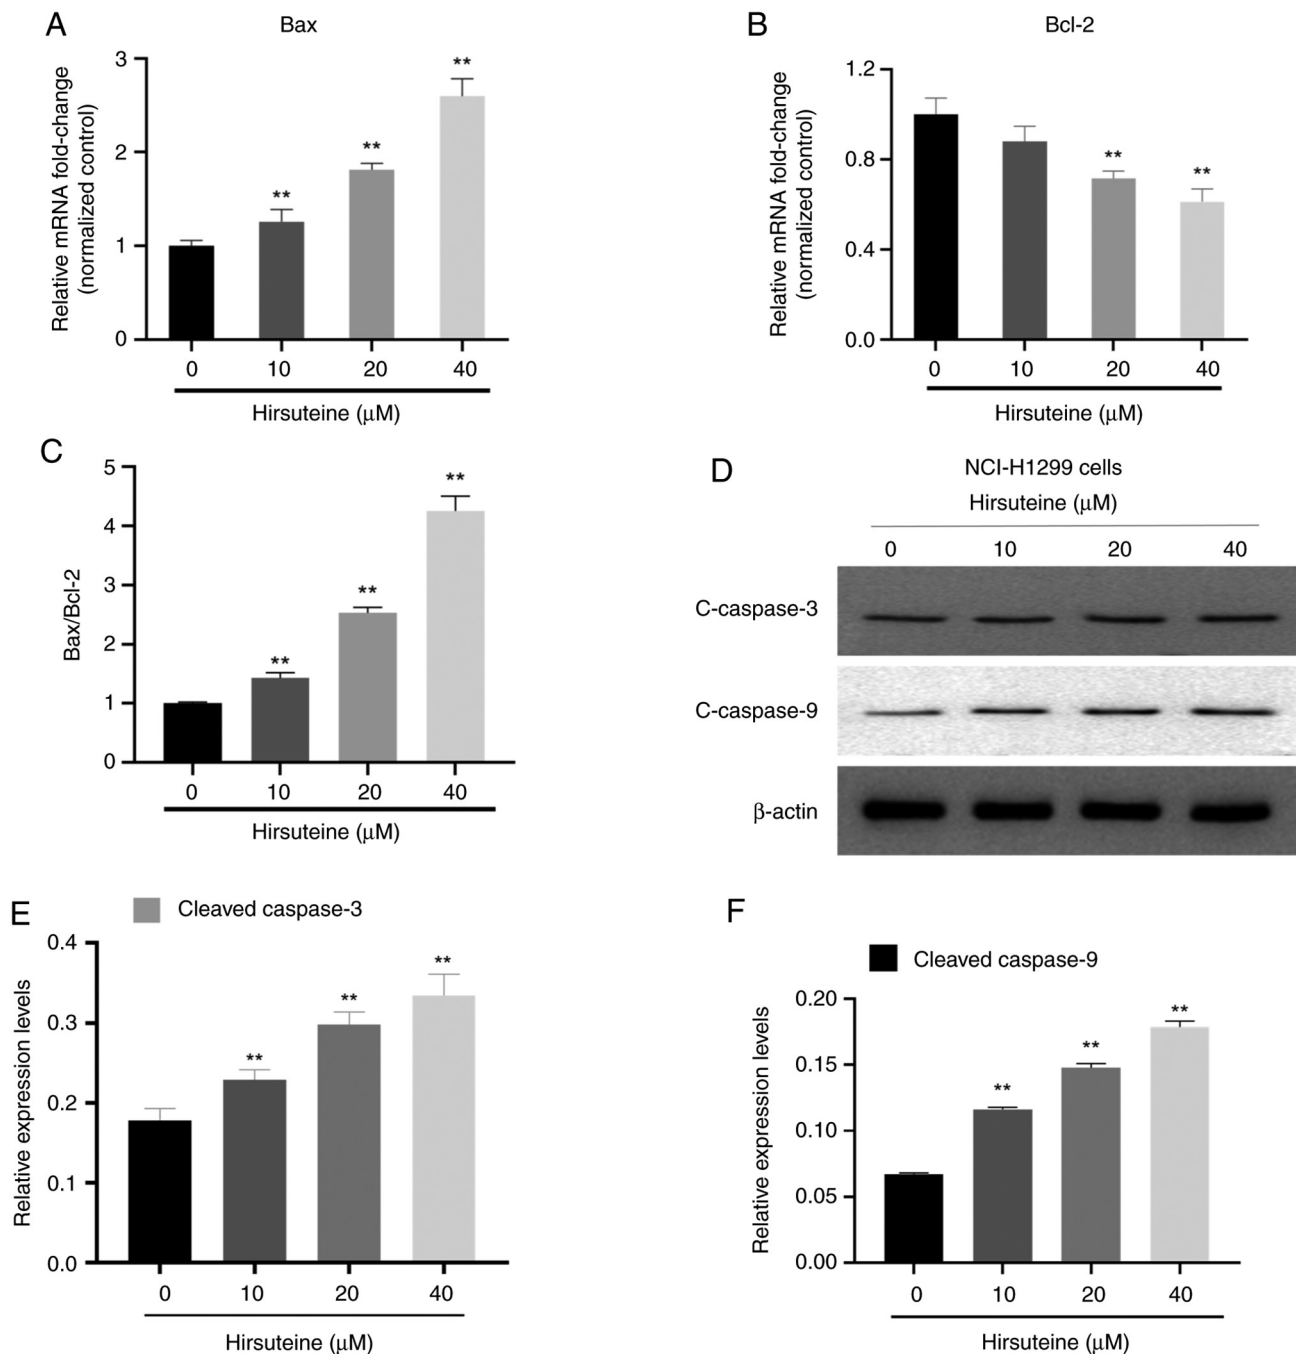 A
Bax
Relative mRNA fold-change
(normalized control)
3
2
1
0
**
**
**
0 10 20 40
Hirsuteine (μM)
B
Bcl-2
Relative mRNA fold-change
(normalized control)
1.2
0.8
0.4
0.0
**
**
0 10 20 40
Hirsuteine (μM)
C
Bax/Bcl-2
5
4
3
2
1
0
**
**
**
0 10 20 40
Hirsuteine (μM)
D
NCI-H1299 cells
Hirsuteine (μM)
0 10 20 40
C-caspase-3
C-caspase-9
β-actin
E
Cleaved caspase-3
Relative expression levels
0.4
0.3
0.2
0.1
0.0
**
**
**
0 10 20 40
Hirsuteine (μM)
F
Cleaved caspase-9
Relative expression levels
0.20
0.15
0.10
0.05
0.00
**
**
**
0 10 20 40
Hirsuteine (μM)